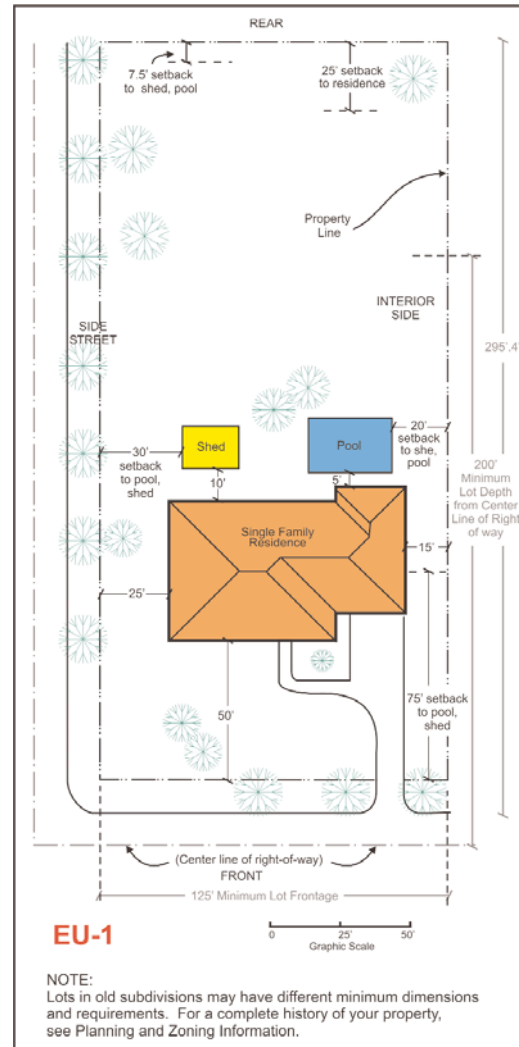 REAR
7.5' setback
to shed, pool
25' setback
to residence
Property
Line
INTERIOR
SIDE
SIDE
STREET
295'.4'
Shed
Pool
20'
setback
to she,
pool
30'
setback
to pool,
shed
10'
5'
200'
Minimum
Lot Depth
from Center
Line of Right
of way
Single Family
Residence
15'
25'
75' setback
to pool,
shed
50'
(Center line of right-of-way)
FRONT
125' Minimum Lot Frontage
EU-1
0 25' 50'
Graphic Scale
NOTE:
Lots in old subdivisions may have different minimum dimensions
and requirements. For a complete history of your property,
see Planning and Zoning Information.